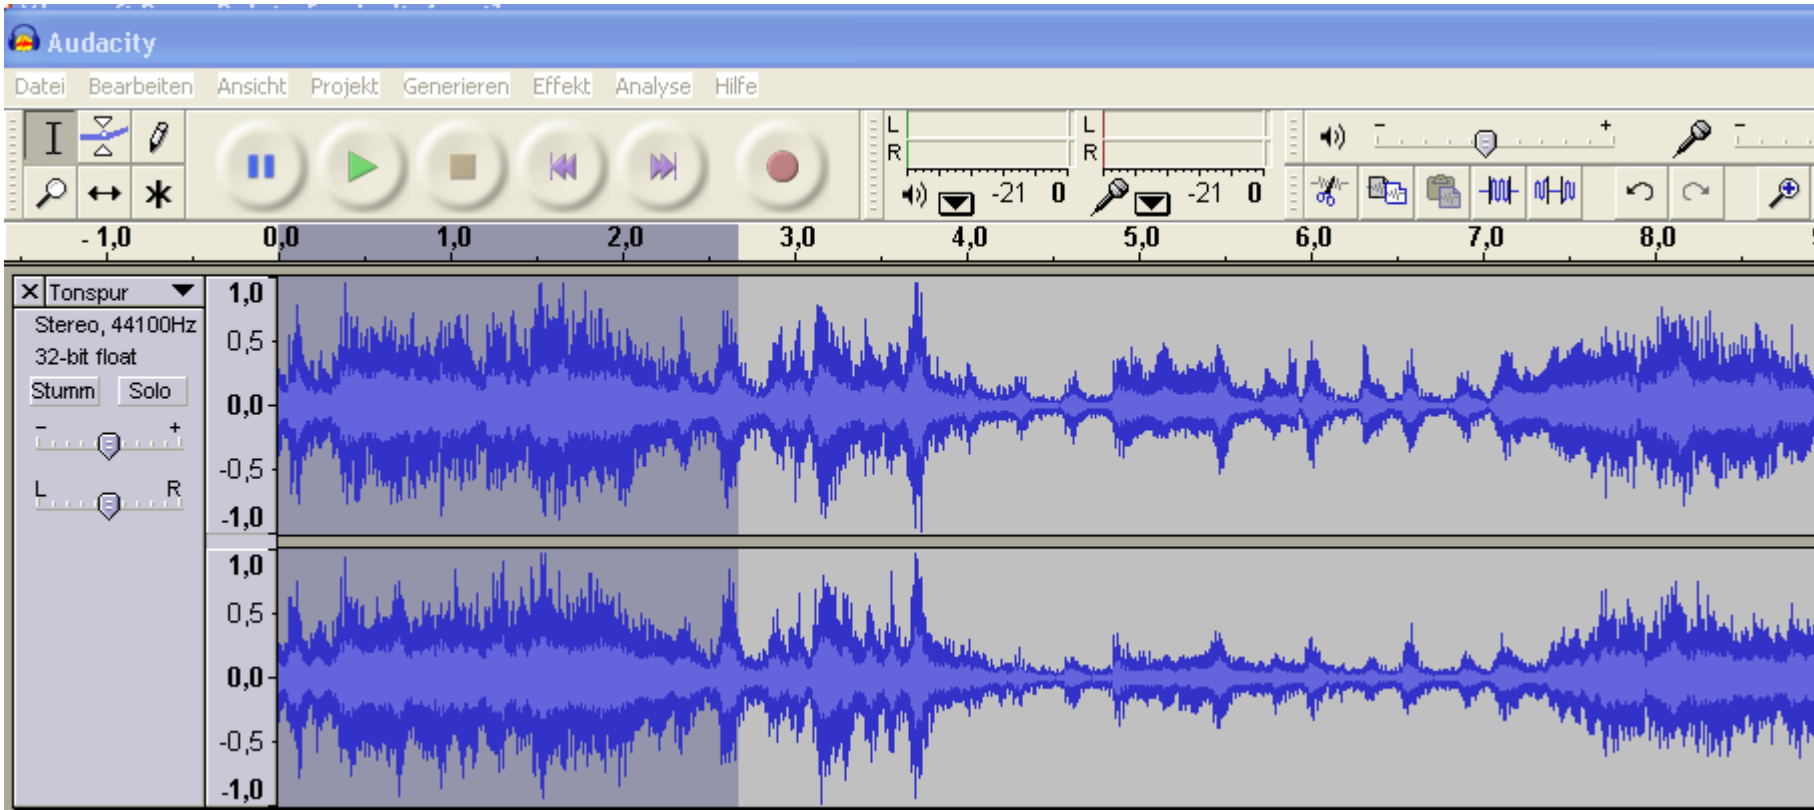 Audacity
Datei Bearbeiten Ansicht Projekt Generieren Effekt Analyse Hilfe
L
R
-21 0
L
R
-21 0
- +
-
- 1,0 0,0 1,0 2,0 3,0 4,0 5,0 6,0 7,0 8,0
X Tonspur
Stereo, 44100Hz
32-bit float
Stumm Solo
- +
L R
1,0
0,5
0,0
-0,5
-1,0
1,0
0,5
0,0
-0,5
-1,0